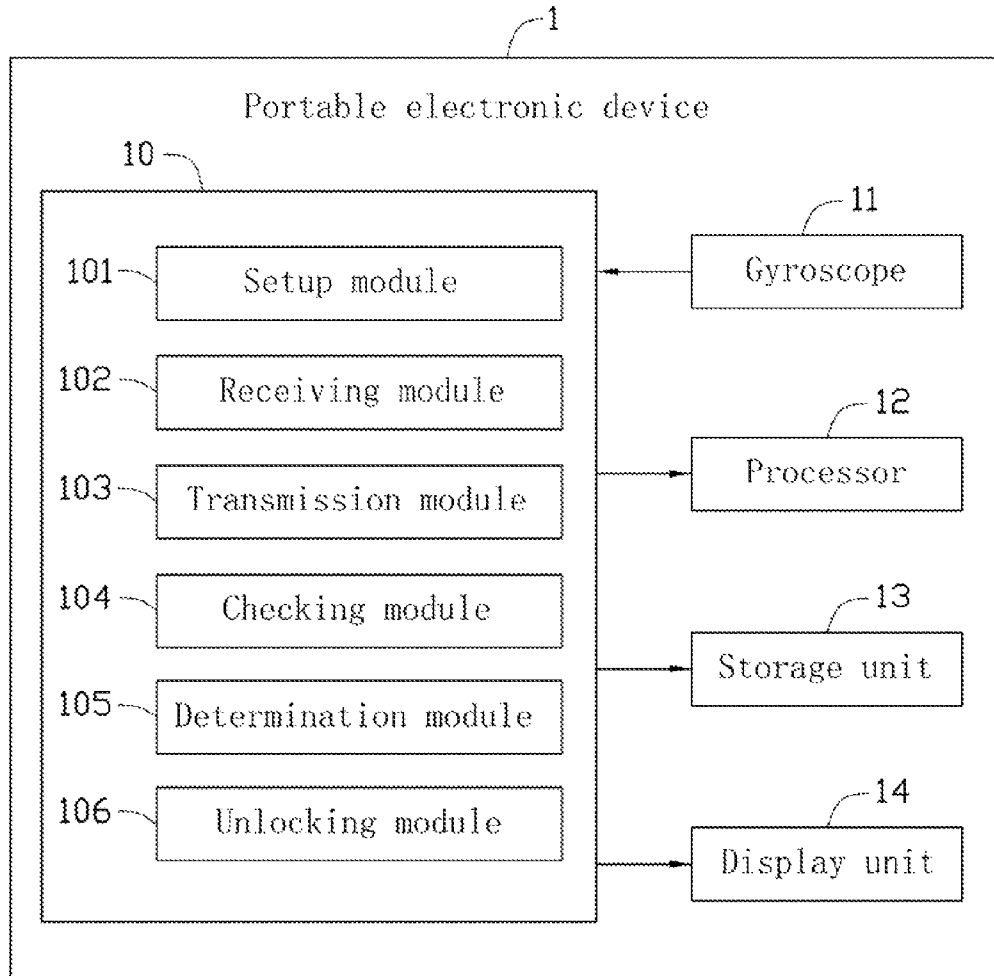 1
Portable electronic device
10
11
101 Setup module
Gyroscope
102 Receiving module
12
Processor
103 Transmission module
104 Checking module
13
Storage unit
105 Determination module
106 Unlocking module
14
Display unit